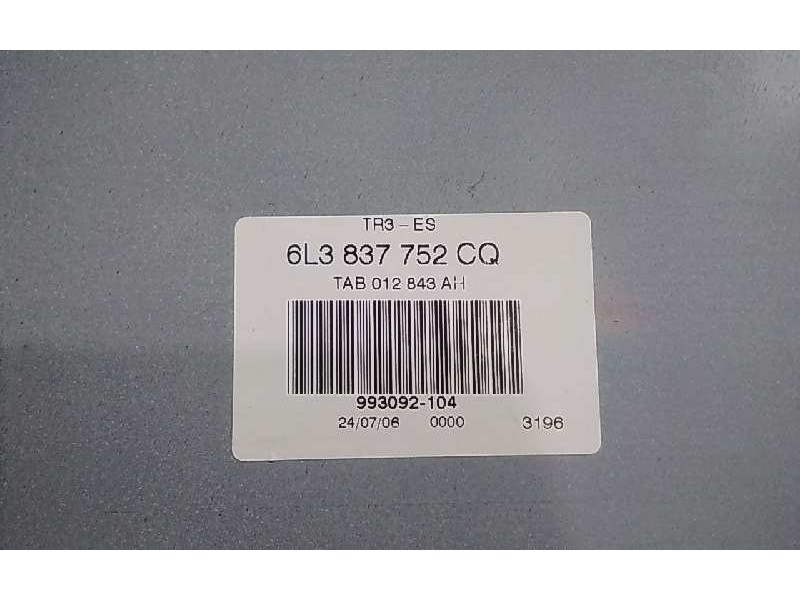 TR3 - ES
6L3 837 752 CQ
TAB 012 843 AH
993092-104
24/07/06 0000 3196